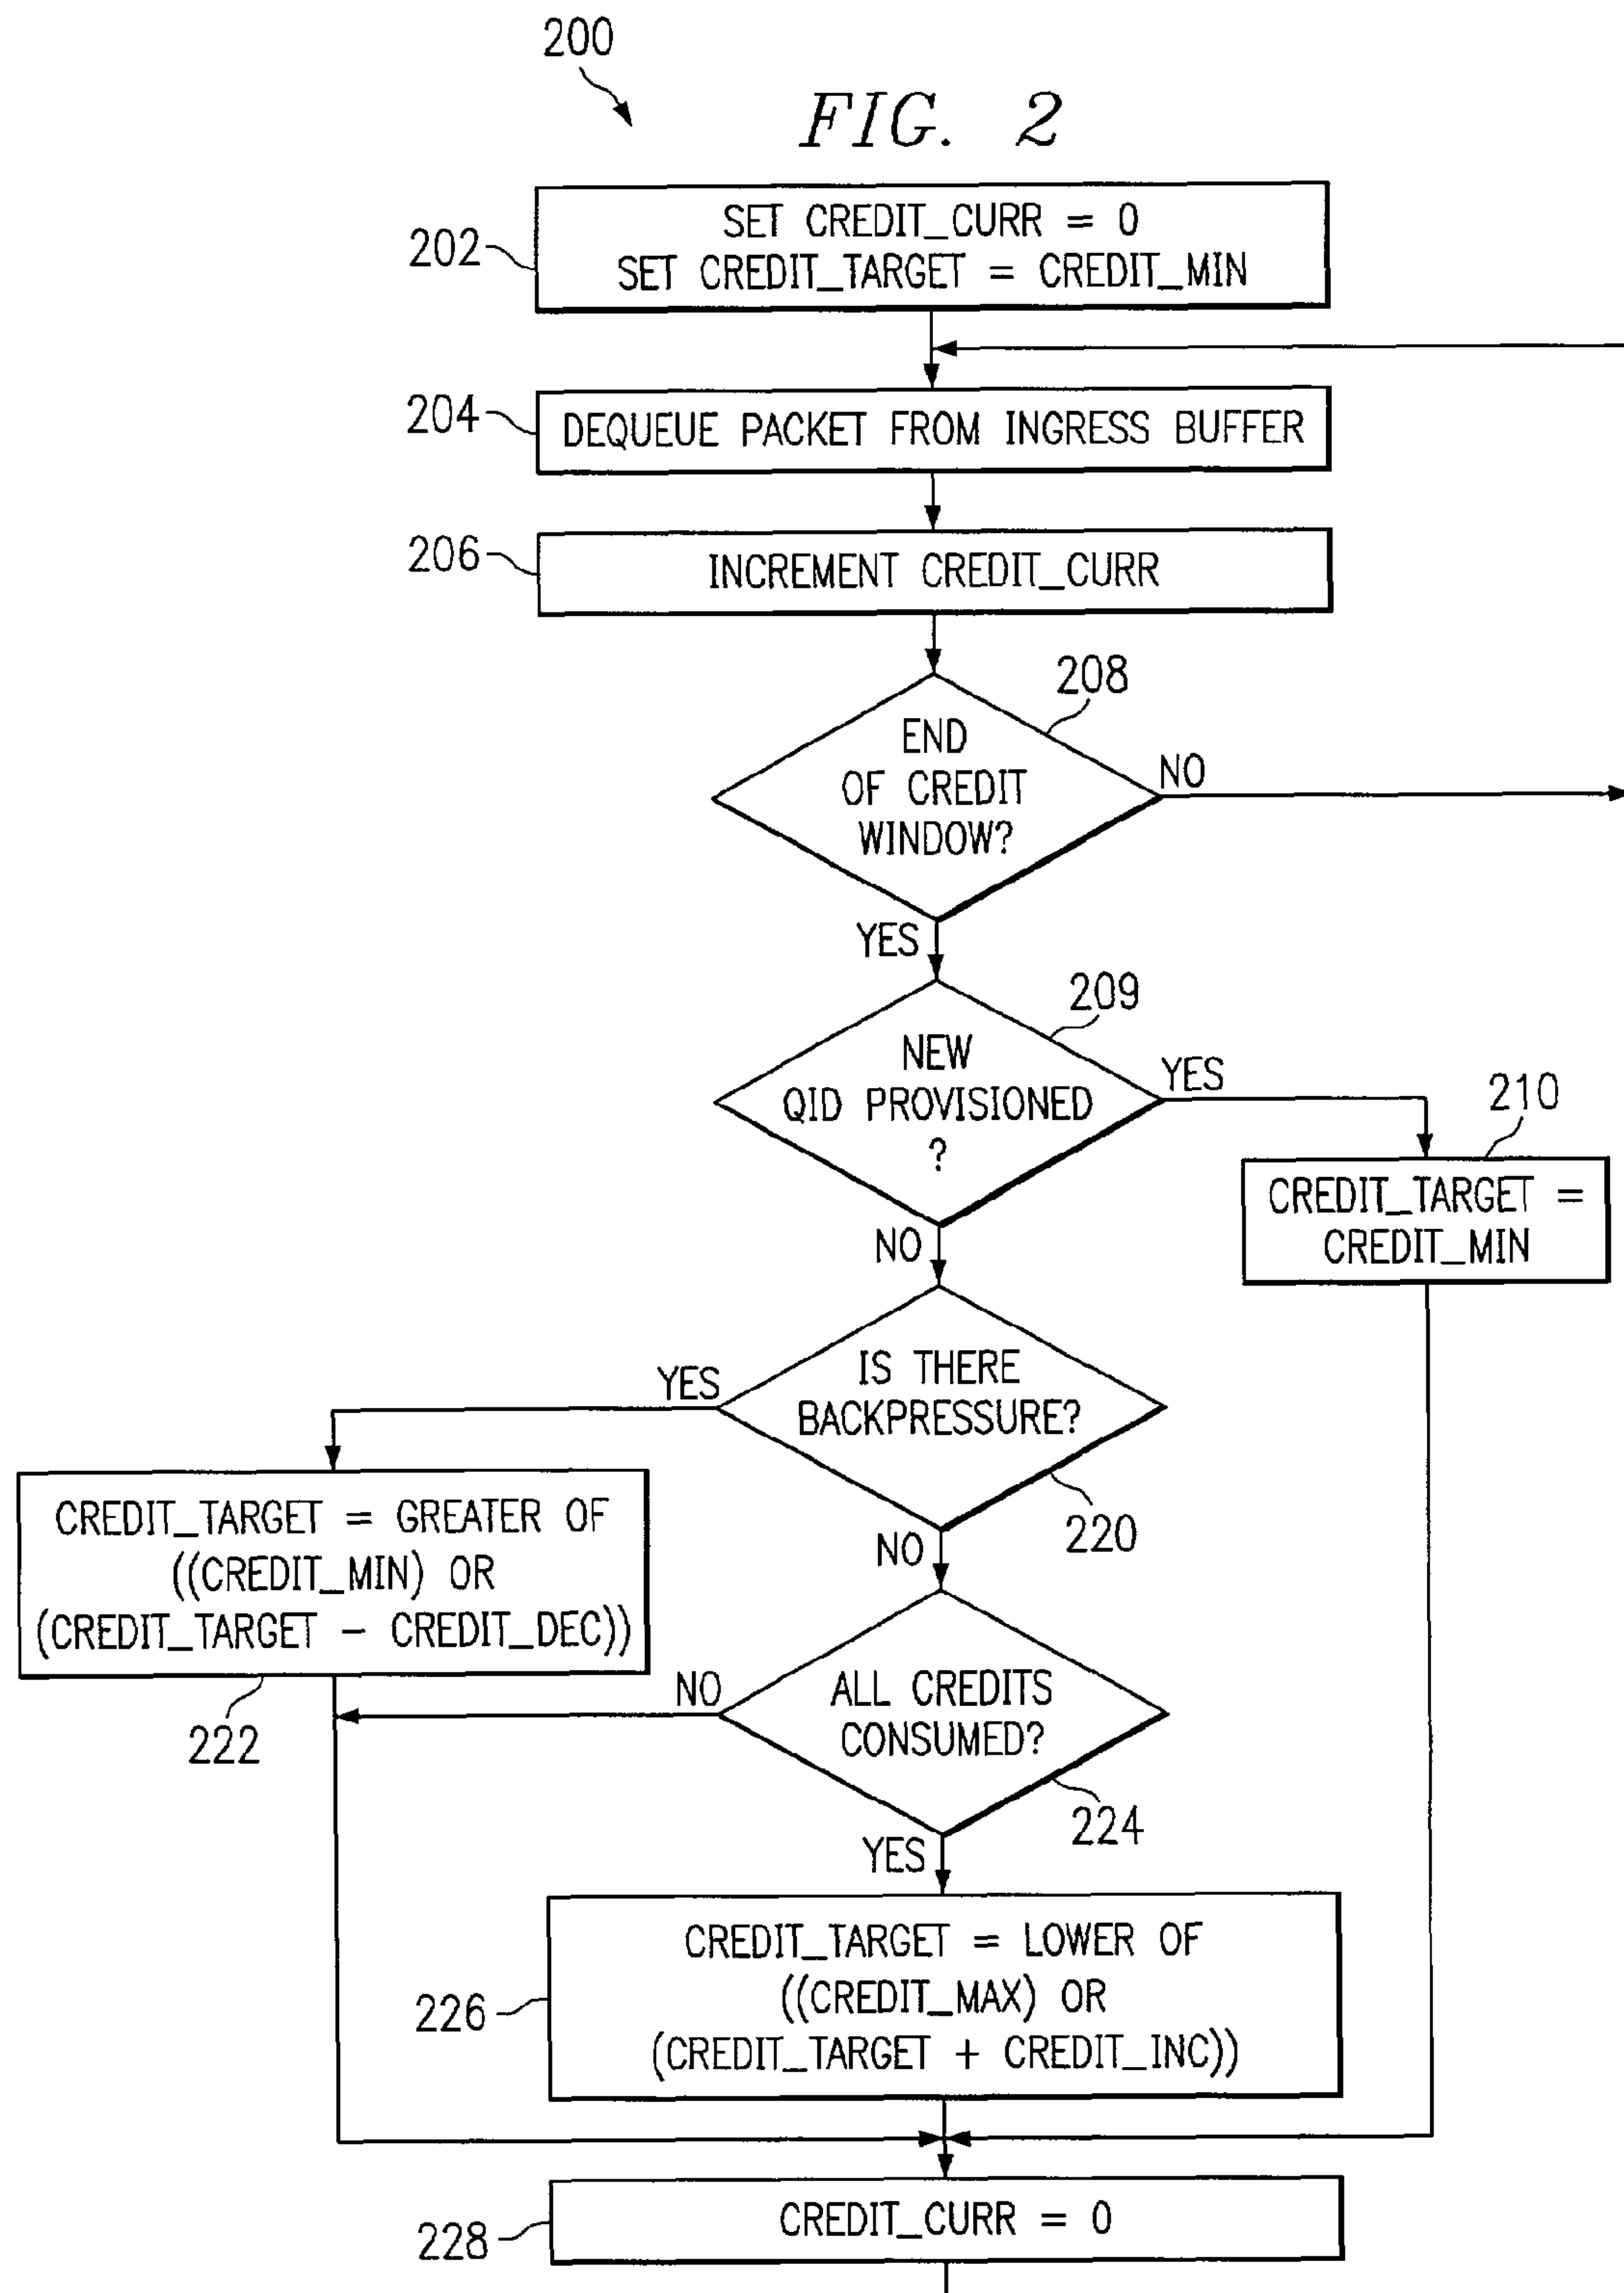 200
FIG. 2
SET CREDIT_CURR = 0
SET CREDIT_TARGET = CREDIT_MIN
202
204
DEQUEUE PACKET FROM INGRESS BUFFER
206
INCREMENT CREDIT_CURR
208
END
OF CREDIT
WINDOW?
NO
YES
209
NEW
QID PROVISIONED
?
YES
210
CREDIT_TARGET =
CREDIT_MIN
NO
IS THERE
BACKPRESSURE?
YES
220
CREDIT_TARGET = GREATER OF
((CREDIT_MIN) OR
(CREDIT_TARGET - CREDIT_DEC))
222
NO
NO
ALL CREDITS
CONSUMED?
224
YES
CREDIT_TARGET = LOWER OF
((CREDIT_MAX) OR
(CREDIT_TARGET + CREDIT_INC))
226
CREDIT_CURR = 0
228